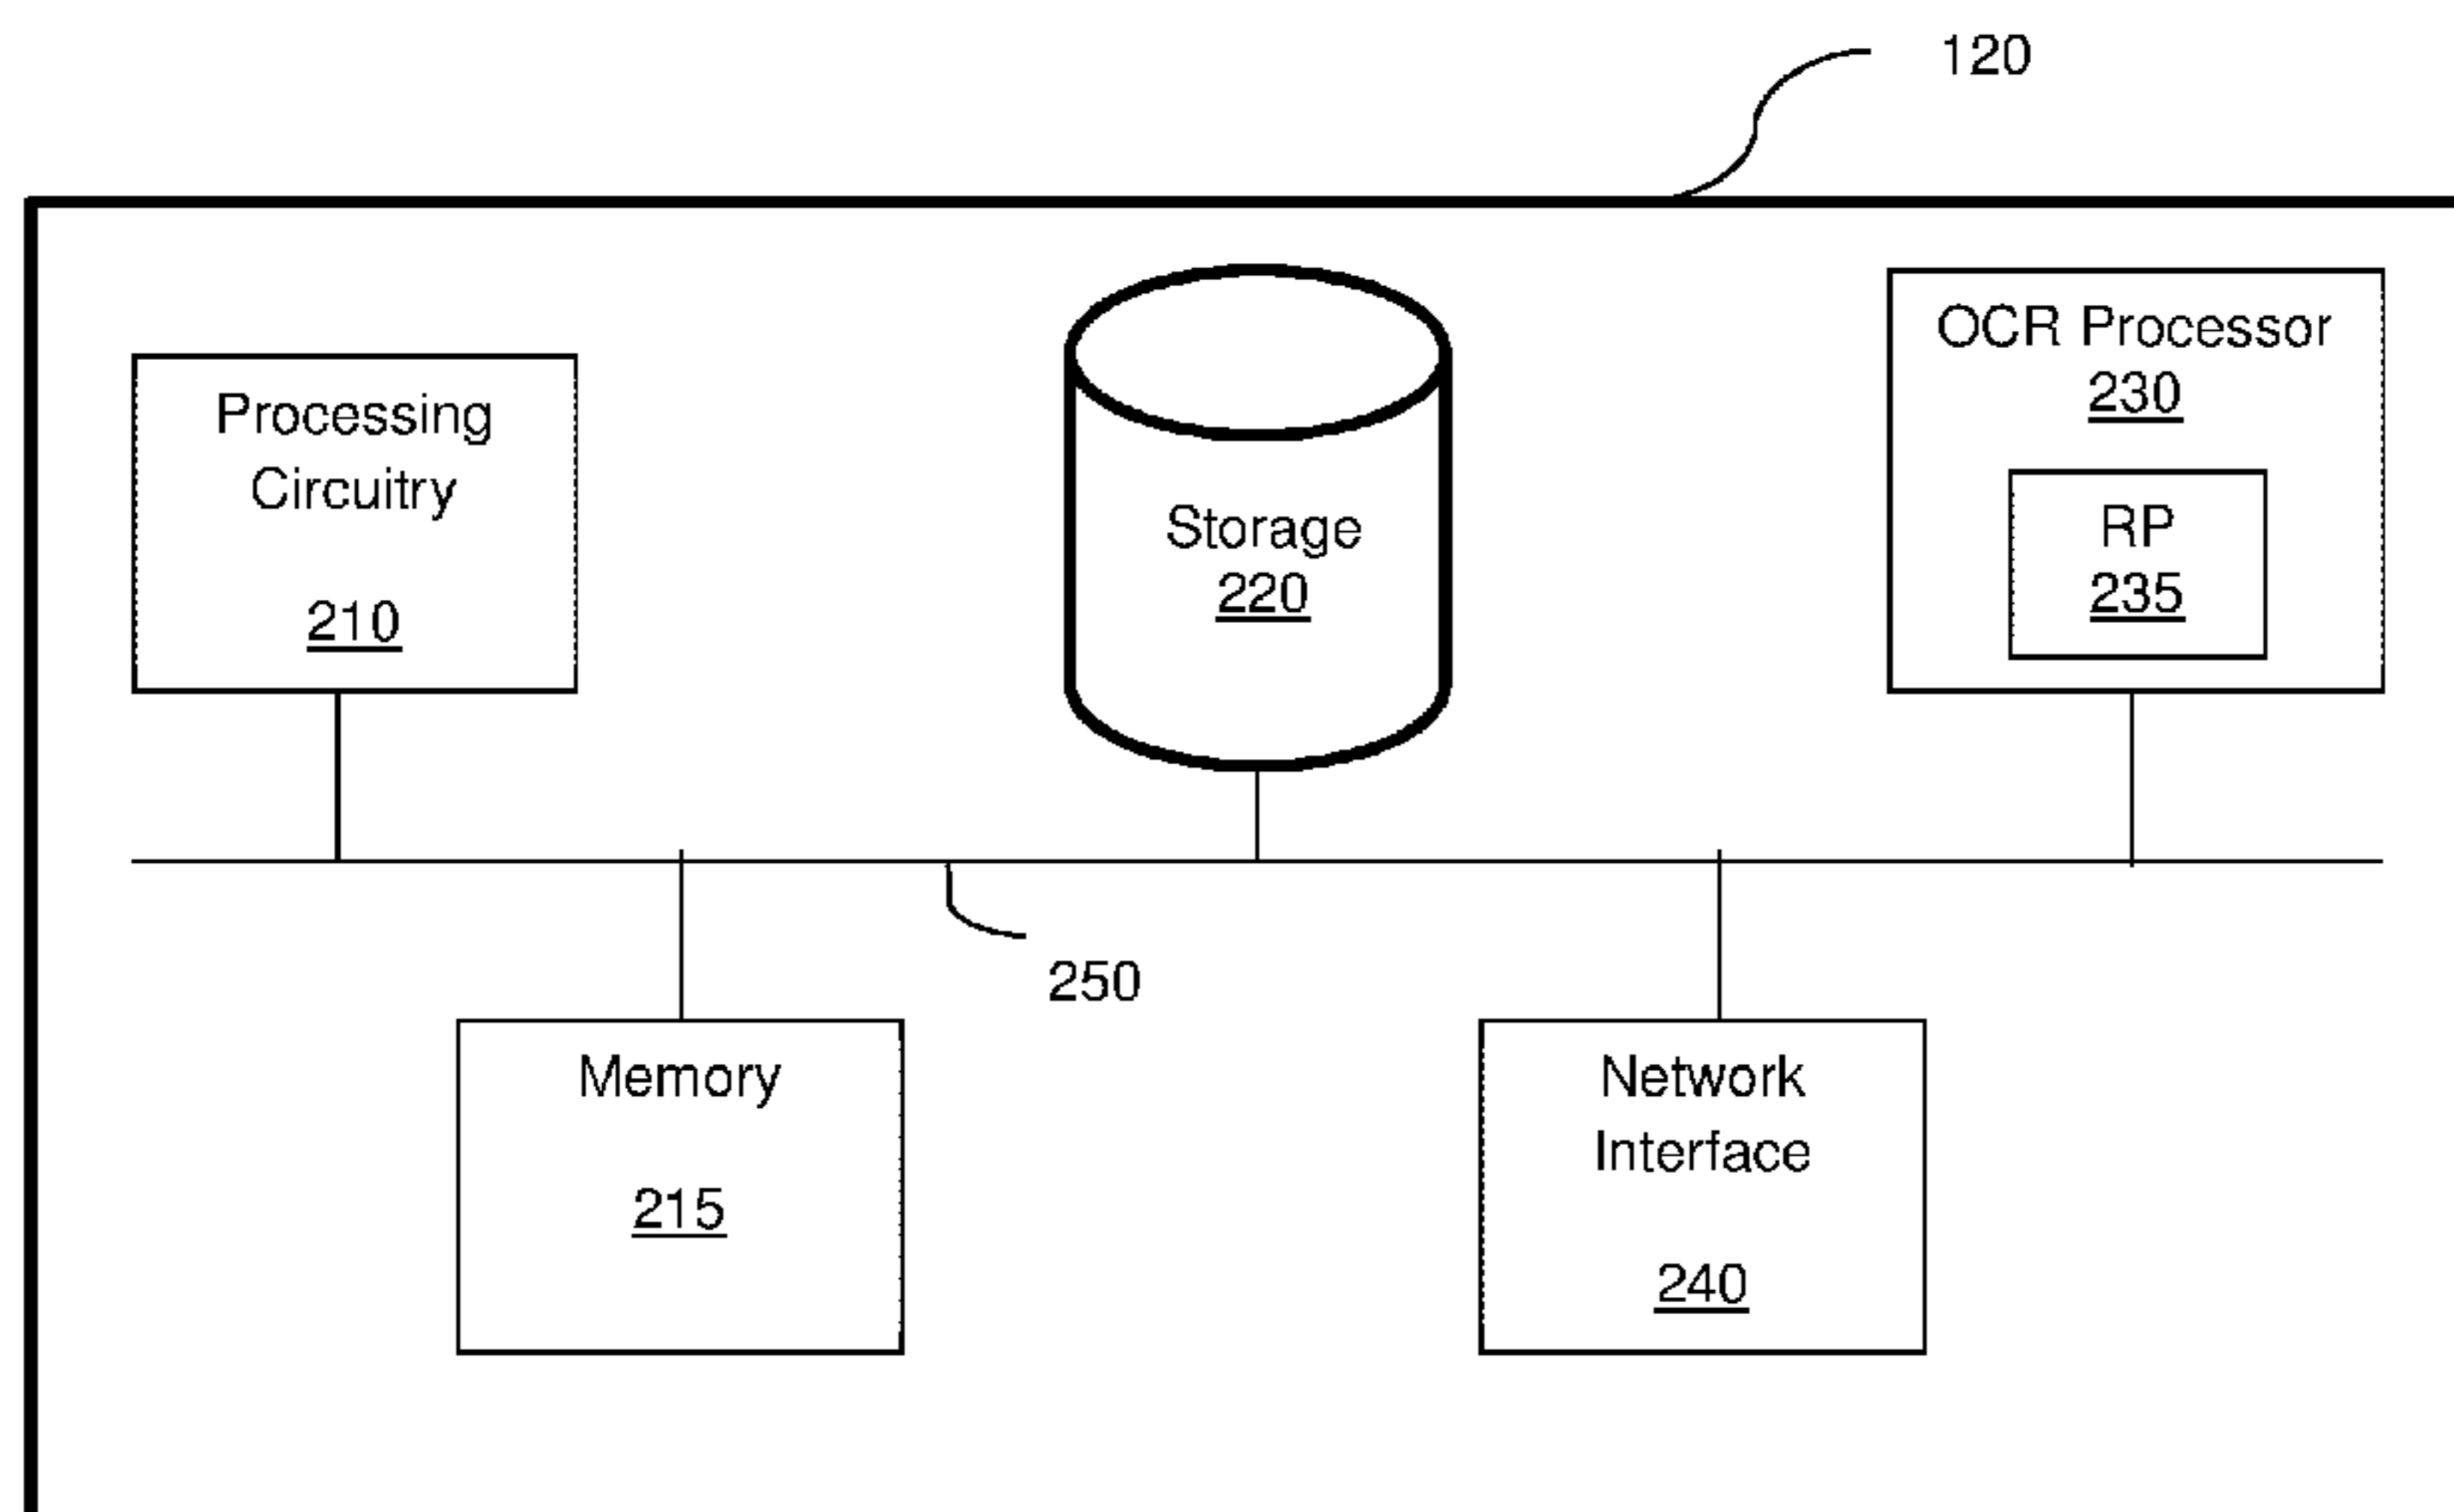 120
Processing
Circuitry
210
Storage
220
OCR Processor
230
RP
235
250
Memory
215
Network
Interface
240